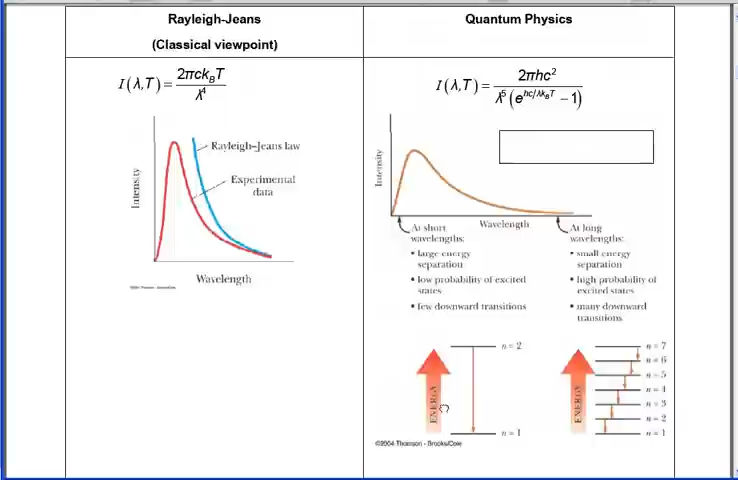 Rayleigh-Jeans
(Classical viewpoint)
I(λ,T) = 2πck_BT / λ⁴
Intensity
Rayleigh–Jeans law
Experimental
data
Wavelength
Quantum Physics
I(λ,T) = 2πhc² / λ⁵(e^{hc/λk_BT} − 1)
Intensity
Wavelength
At short
wavelengths:
• large energy
separation
• low probability of excited
states
• few downward transitions
At long
wavelengths:
• small energy
separation
• high probability of
excited states
• many downward
transitions
ENERGY
n = 2
n = 1
ENERGY
n = 7
n = 6
n = 5
n = 4
n = 3
n = 2
n = 1
©2004 Thomson - Brooks/Cole